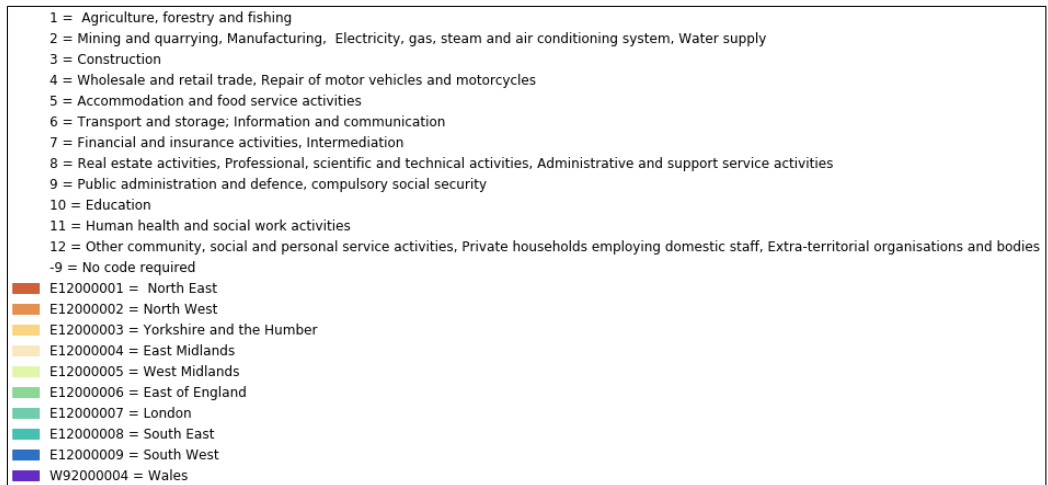 1 = Agriculture, forestry and fishing
2 = Mining and quarrying, Manufacturing, Electricity, gas, steam and air conditioning system, Water supply
3 = Construction
4 = Wholesale and retail trade, Repair of motor vehicles and motorcycles
5 = Accommodation and food service activities
6 = Transport and storage; Information and communication
7 = Financial and insurance activities, Intermediation
8 = Real estate activities, Professional, scientific and technical activities, Administrative and support service activities
9 = Public administration and defence, compulsory social security
10 = Education
11 = Human health and social work activities
12 = Other community, social and personal service activities, Private households employing domestic staff, Extra-territorial organisations and bodies
-9 = No code required
E12000001 = North East
E12000002 = North West
E12000003 = Yorkshire and the Humber
E12000004 = East Midlands
E12000005 = West Midlands
E12000006 = East of England
E12000007 = London
E12000008 = South East
E12000009 = South West
W92000004 = Wales